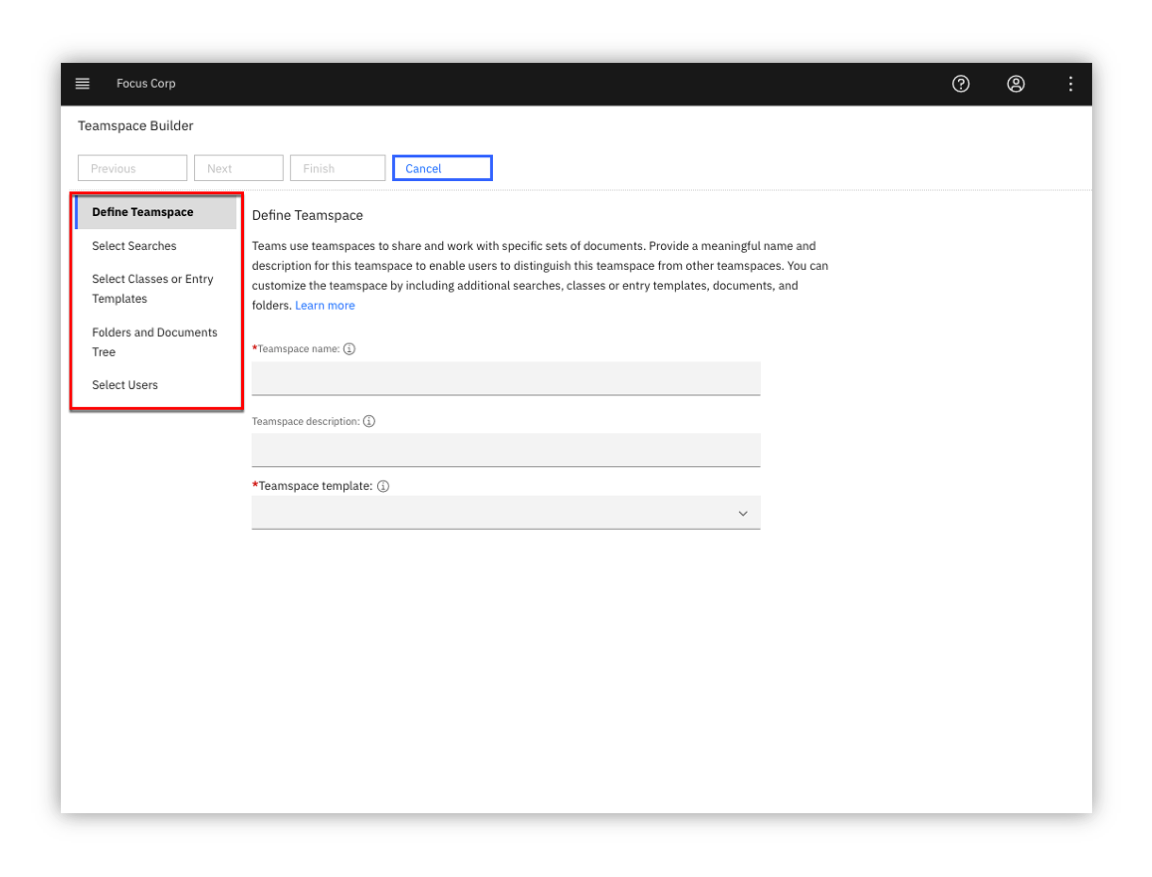 Focus Corp
Teamspace Builder
Previous
Next
Finish
Cancel
Define Teamspace
Select Searches
Select Classes or Entry
Templates
Folders and Documents
Tree
Select Users
Define Teamspace
Teams use teamspaces to share and work with specific sets of documents. Provide a meaningful name and
description for this teamspace to enable users to distinguish this teamspace from other teamspaces. You can
customize the teamspace by including additional searches, classes or entry templates, documents, and
folders. Learn more
*Teamspace name:
Teamspace description:
*Teamspace template: